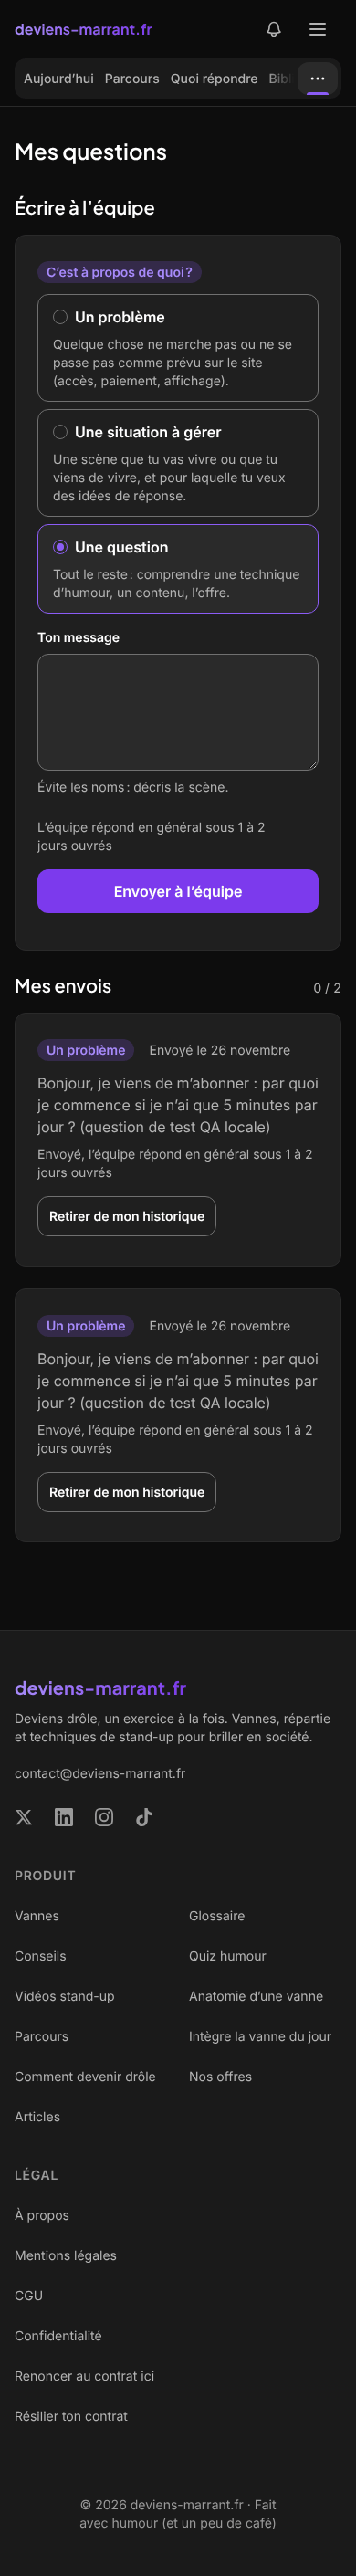 deviens-marrant.fr
Aujourd’hui Parcours Quoi répondre
Mes questions
Écrire à l’équipe
C’est à propos de quoi ?
Un problème
Quelque chose ne marche pas ou ne se
passe pas comme prévu sur le site
(accès, paiement, affichage).
Une situation à gérer
Une scène que tu vas vivre ou que tu
viens de vivre, et pour laquelle tu veux
des idées de réponse.
Une question
Tout le reste : comprendre une technique
d’humour, un contenu, l’offre.
Ton message
Évite les noms : décris la scène.
L’équipe répond en général sous 1 à 2
jours ouvrés
Envoyer à l’équipe
Mes envois 0 / 2
Un problème Envoyé le 26 novembre
Bonjour, je viens de m’abonner : par quoi
je commence si je n’ai que 5 minutes par
jour ? (question de test QA locale)
Envoyé, l’équipe répond en général sous 1 à 2
jours ouvrés
Retirer de mon historique
Un problème Envoyé le 26 novembre
Bonjour, je viens de m’abonner : par quoi
je commence si je n’ai que 5 minutes par
jour ? (question de test QA locale)
Envoyé, l’équipe répond en général sous 1 à 2
jours ouvrés
Retirer de mon historique
deviens-marrant.fr
Deviens drôle, un exercice à la fois. Vannes, répartie
et techniques de stand-up pour briller en société.
contact@deviens-marrant.fr
PRODUIT
Vannes Glossaire
Conseils Quiz humour
Vidéos stand-up Anatomie d’une vanne
Parcours Intègre la vanne du jour
Comment devenir drôle Nos offres
Articles
LÉGAL
À propos
Mentions légales
CGU
Confidentialité
Renoncer au contrat ici
Résilier ton contrat
© 2026 deviens-marrant.fr · Fait
avec humour (et un peu de café)